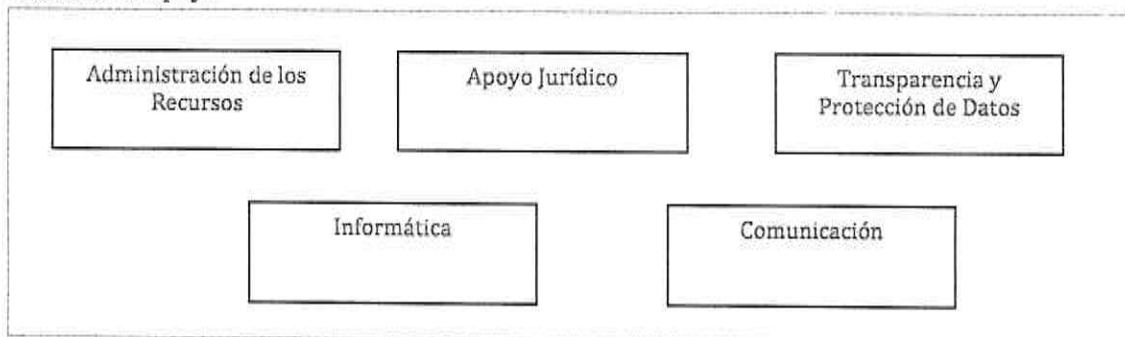 Administración de los
Recursos
Apoyo Jurídico
Transparencia y
Protección de Datos
Informática
Comunicación